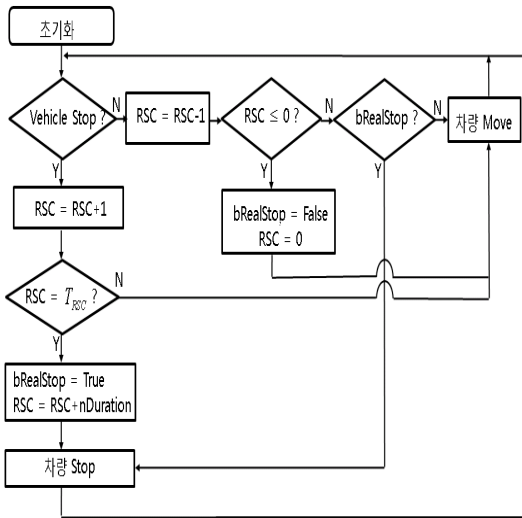 초기화
Vehicle Stop ?
N
RSC = RSC-1
RSC ≤ 0 ?
N
bRealStop ?
N
차량 Move
Y
Y
Y
RSC = RSC+1
bRealStop = False
RSC = 0
RSC = T_RSC ?
N
Y
bRealStop = True
RSC = RSC+nDuration
차량 Stop